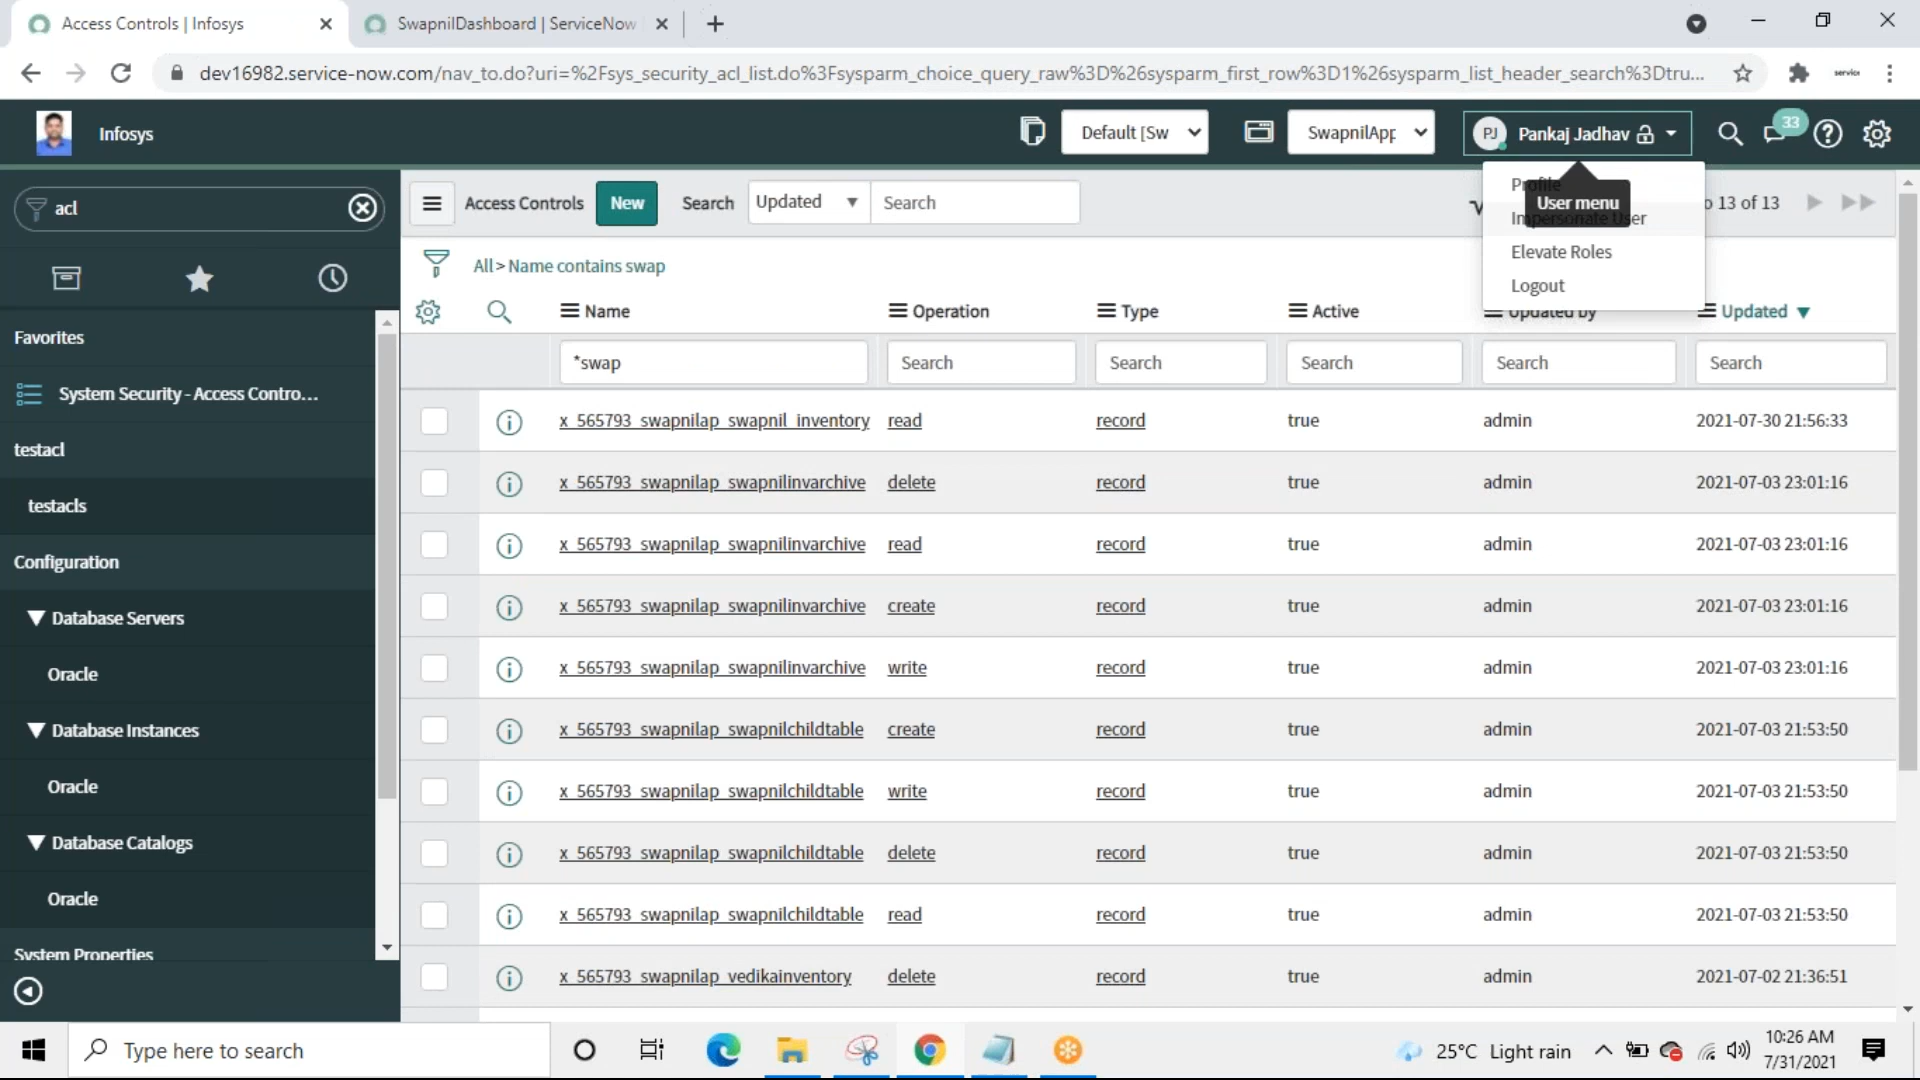 Access Controls | Infosys
SwapnilDashboard | ServiceNow
dev16982.service-now.com/nav_to.do?uri=%2Fsys_security_acl_list.do%3Fsysparm_choice_query_raw%3D%26sysparm_first_row%3D1%26sysparm_list_header_search%3Dtru...
service
Infosys
Default [Sw
SwapnilApp
PJ
Pankaj Jadhav
33
acl
Favorites
System Security - Access Contro...
testacl
testacls
Configuration
Database Servers
Oracle
Database Instances
Oracle
Database Catalogs
Oracle
System Properties
Access Controls
New
Search
Updated
Search
o 13 of 13
Profile
User menu
Impersonate User
Elevate Roles
Logout
All > Name contains swap
Name Operation Type Active Updated by Updated
*swap Search Search Search Search Search
x_565793_swapnilap_swapnil_inventory read record true admin 2021-07-30 21:56:33
x_565793_swapnilap_swapnilinvarchive delete record true admin 2021-07-03 23:01:16
x_565793_swapnilap_swapnilinvarchive read record true admin 2021-07-03 23:01:16
x_565793_swapnilap_swapnilinvarchive create record true admin 2021-07-03 23:01:16
x_565793_swapnilap_swapnilinvarchive write record true admin 2021-07-03 23:01:16
x_565793_swapnilap_swapnilchildtable create record true admin 2021-07-03 21:53:50
x_565793_swapnilap_swapnilchildtable write record true admin 2021-07-03 21:53:50
x_565793_swapnilap_swapnilchildtable delete record true admin 2021-07-03 21:53:50
x_565793_swapnilap_swapnilchildtable read record true admin 2021-07-03 21:53:50
x_565793_swapnilap_vedikainventory delete record true admin 2021-07-02 21:36:51
Type here to search
25°C Light rain
10:26 AM
7/31/2021